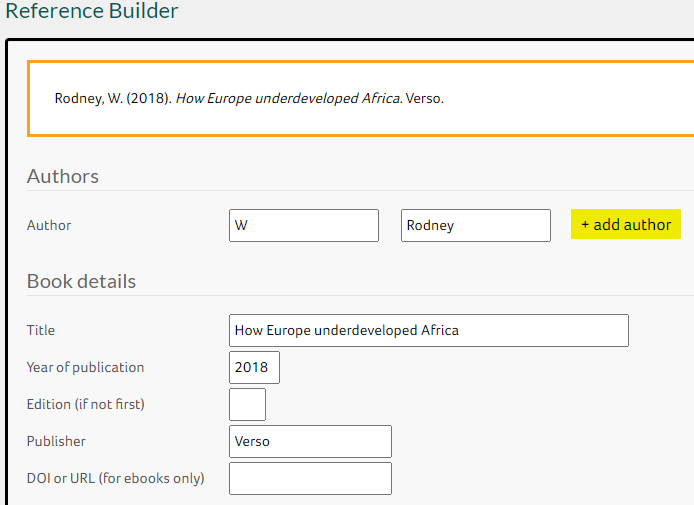 Reference Builder
Rodney, W. (2018). How Europe underdeveloped Africa. Verso.
Authors
Author W Rodney + add author
Book details
Title How Europe underdeveloped Africa
Year of publication 2018
Edition (if not first)
Publisher Verso
DOI or URL (for ebooks only)